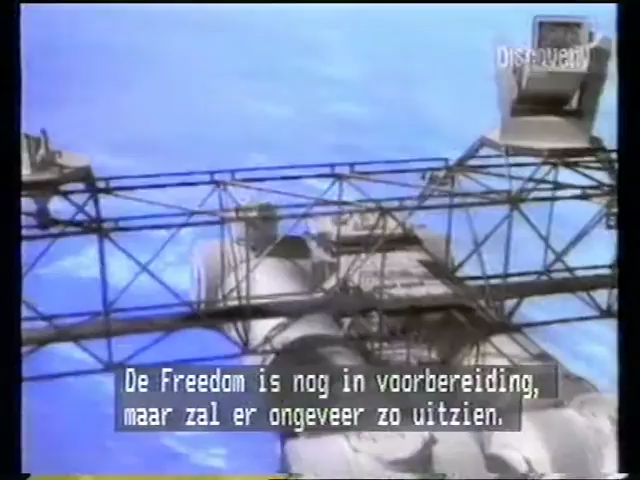 Discovery
De Freedom is nog in voorbereiding,
maar zal er ongeveer zo uitzien.